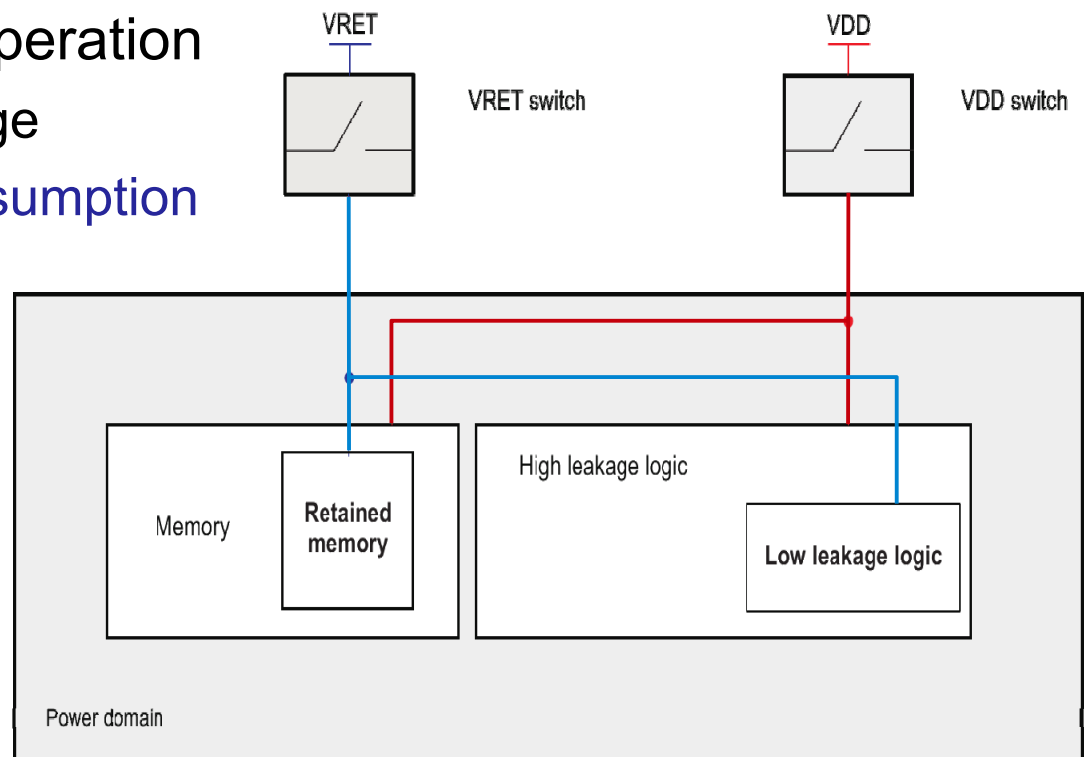 peration
ge
sumption
VRET
VRET switch
VDD
VDD switch
High leakage logic
Memory
Retained
memory
Low leakage logic
Power domain